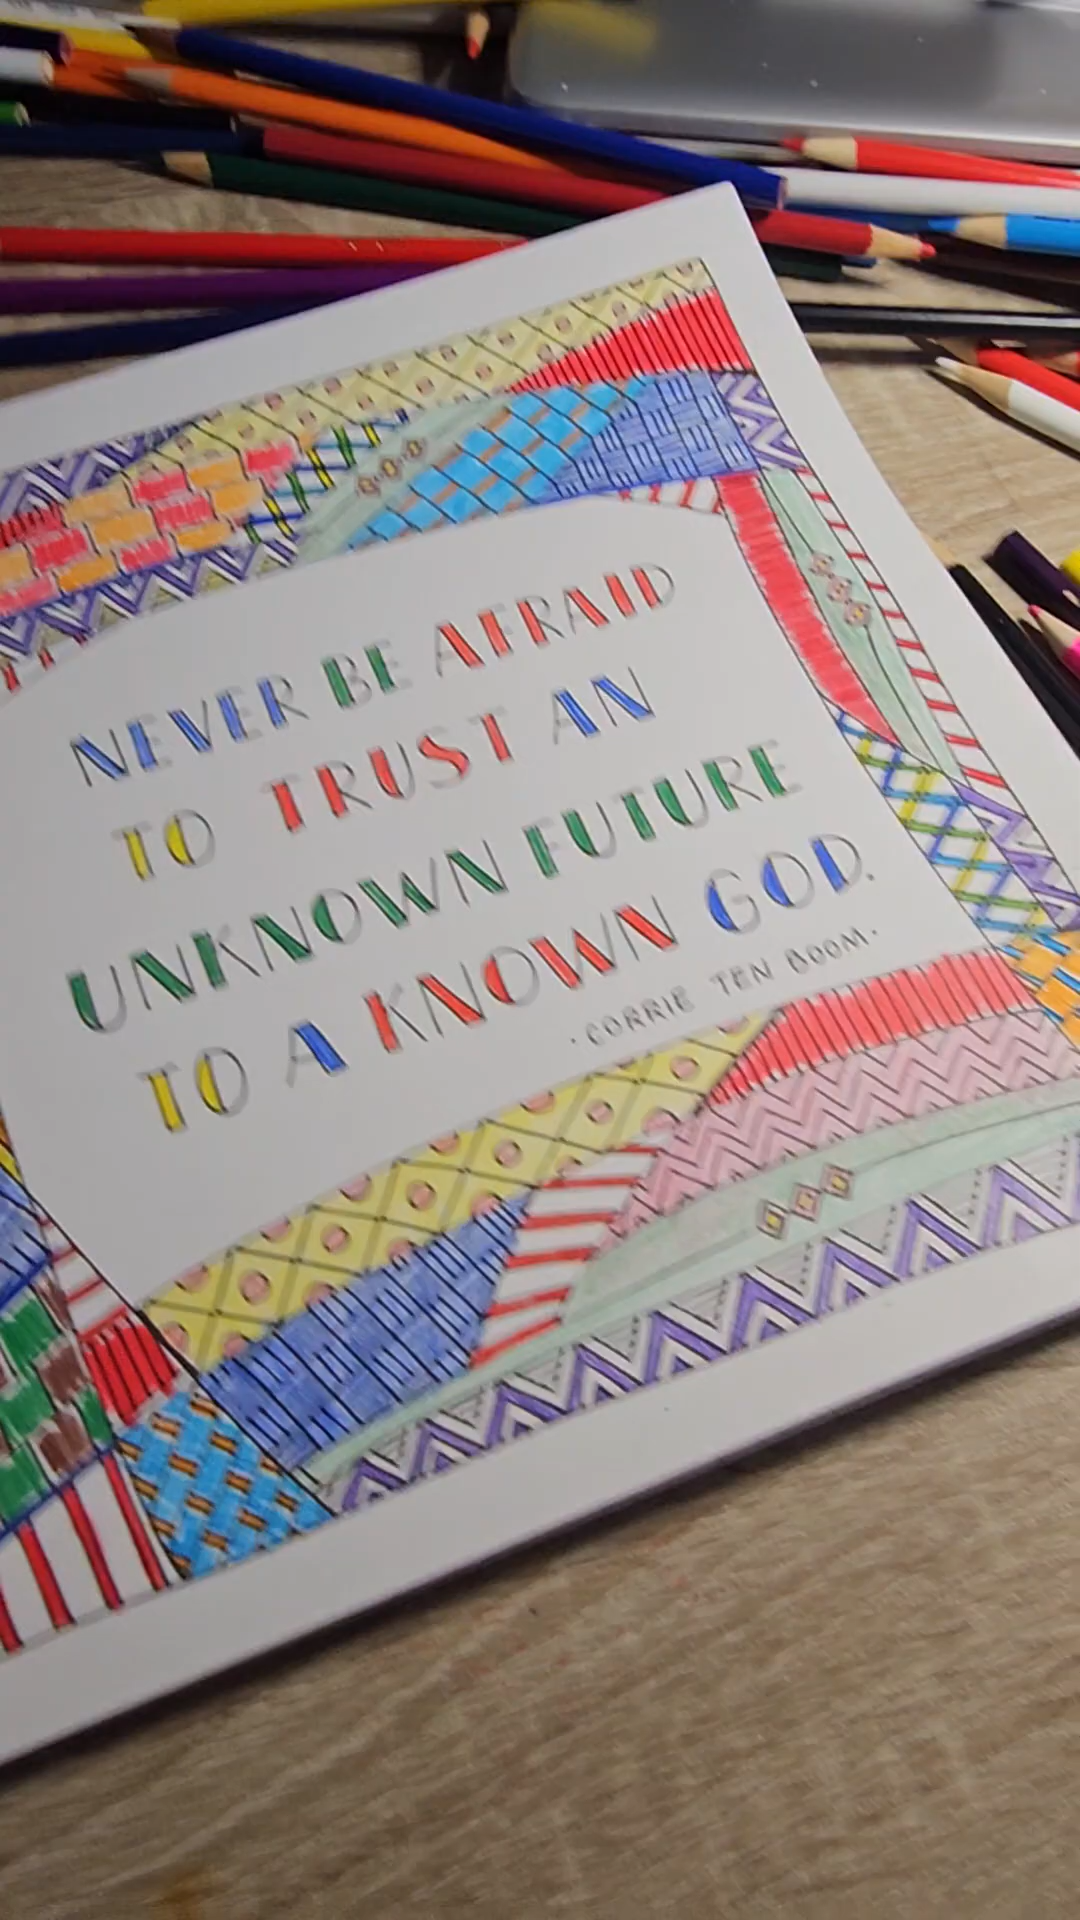 NEVER BE AFRAID
TO TRUST AN
UNKNOWN FUTURE
TO A KNOWN GOD.
·CORRIE TEN BOOM·